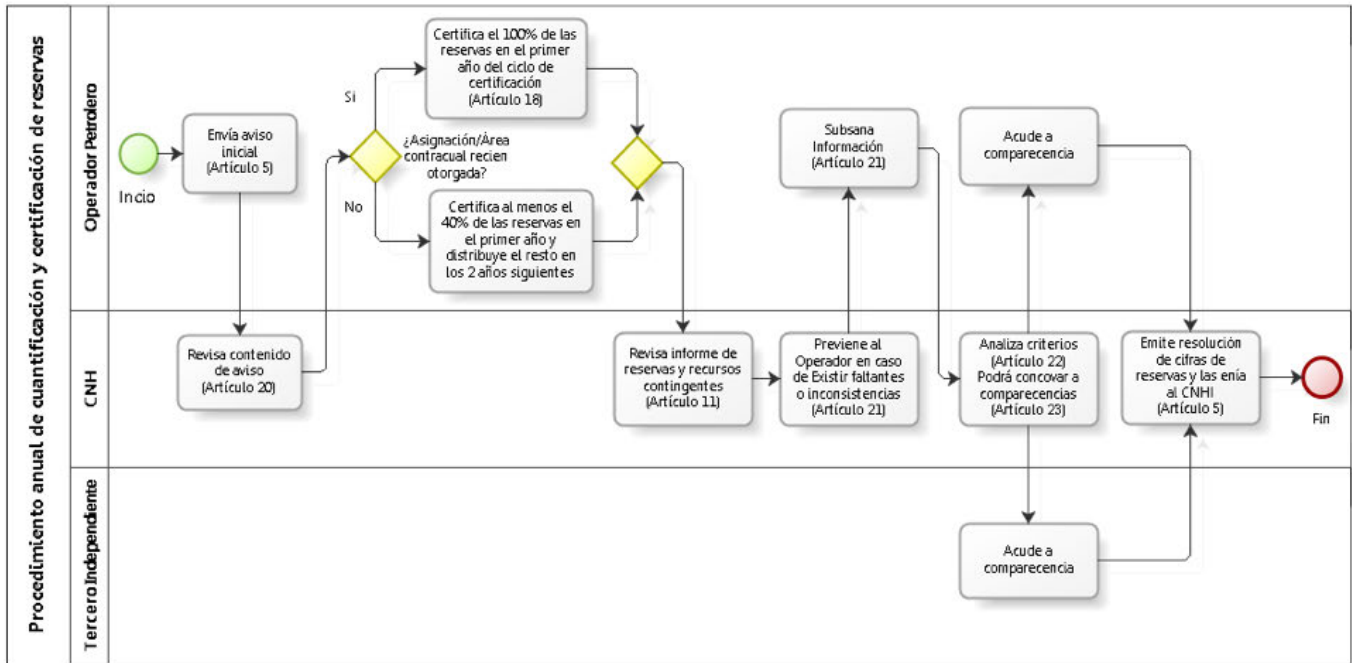 Procedimiento anual de cuantificación y certificación de reservas
Operador Petrolero
Incio
Envía aviso
inicial
(Artículo 5)
Si
No
¿Asignación/Área
contracual recien
otorgada?
Certifica el 100% de las
reservas en el primer
año del ciclo de
certificación
(Artículo 18)
Certifica al menos el
40% de las reservas en
el primer año y
distribuye el resto en
los 2 años siguientes
Subsana
Información
(Artículo 21)
Acude a
comparecencia
CNH
Revisa contenido
de aviso
(Artículo 20)
Revisa informe de
reservas y recursos
contingentes
(Artículo 11)
Previene al
Operador en caso
de Existir faltantes
o inconsistencias
(Artículo 21)
Analiza criterios
(Artículo 22)
Podrá concovar a
comparecencias
(Artículo 23)
Emite resolución
de cifras de
reservas y las enía
al CNHI
(Artículo 5)
Fin
Tercero Independiente
Acude a
comparecencia